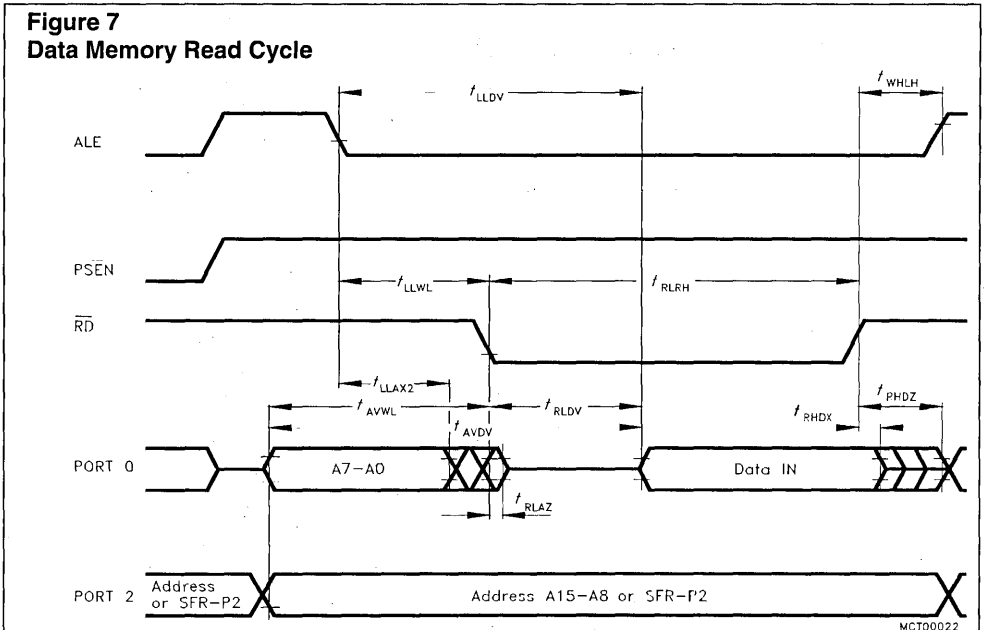 Figure 7
Data Memory Read Cycle
t LLDV
t WHLH
ALE
PSEN
t LLWL
t RLRH
RD
t LLAX2
t AVWL
t RLDV
t RHDX
t RHDZ
t AVDV
PORT 0
A7-A0
Data IN
t RLAZ
PORT 2
Address
or SFR-P2
Address A15-A8 or SFR-P2
MCT00022